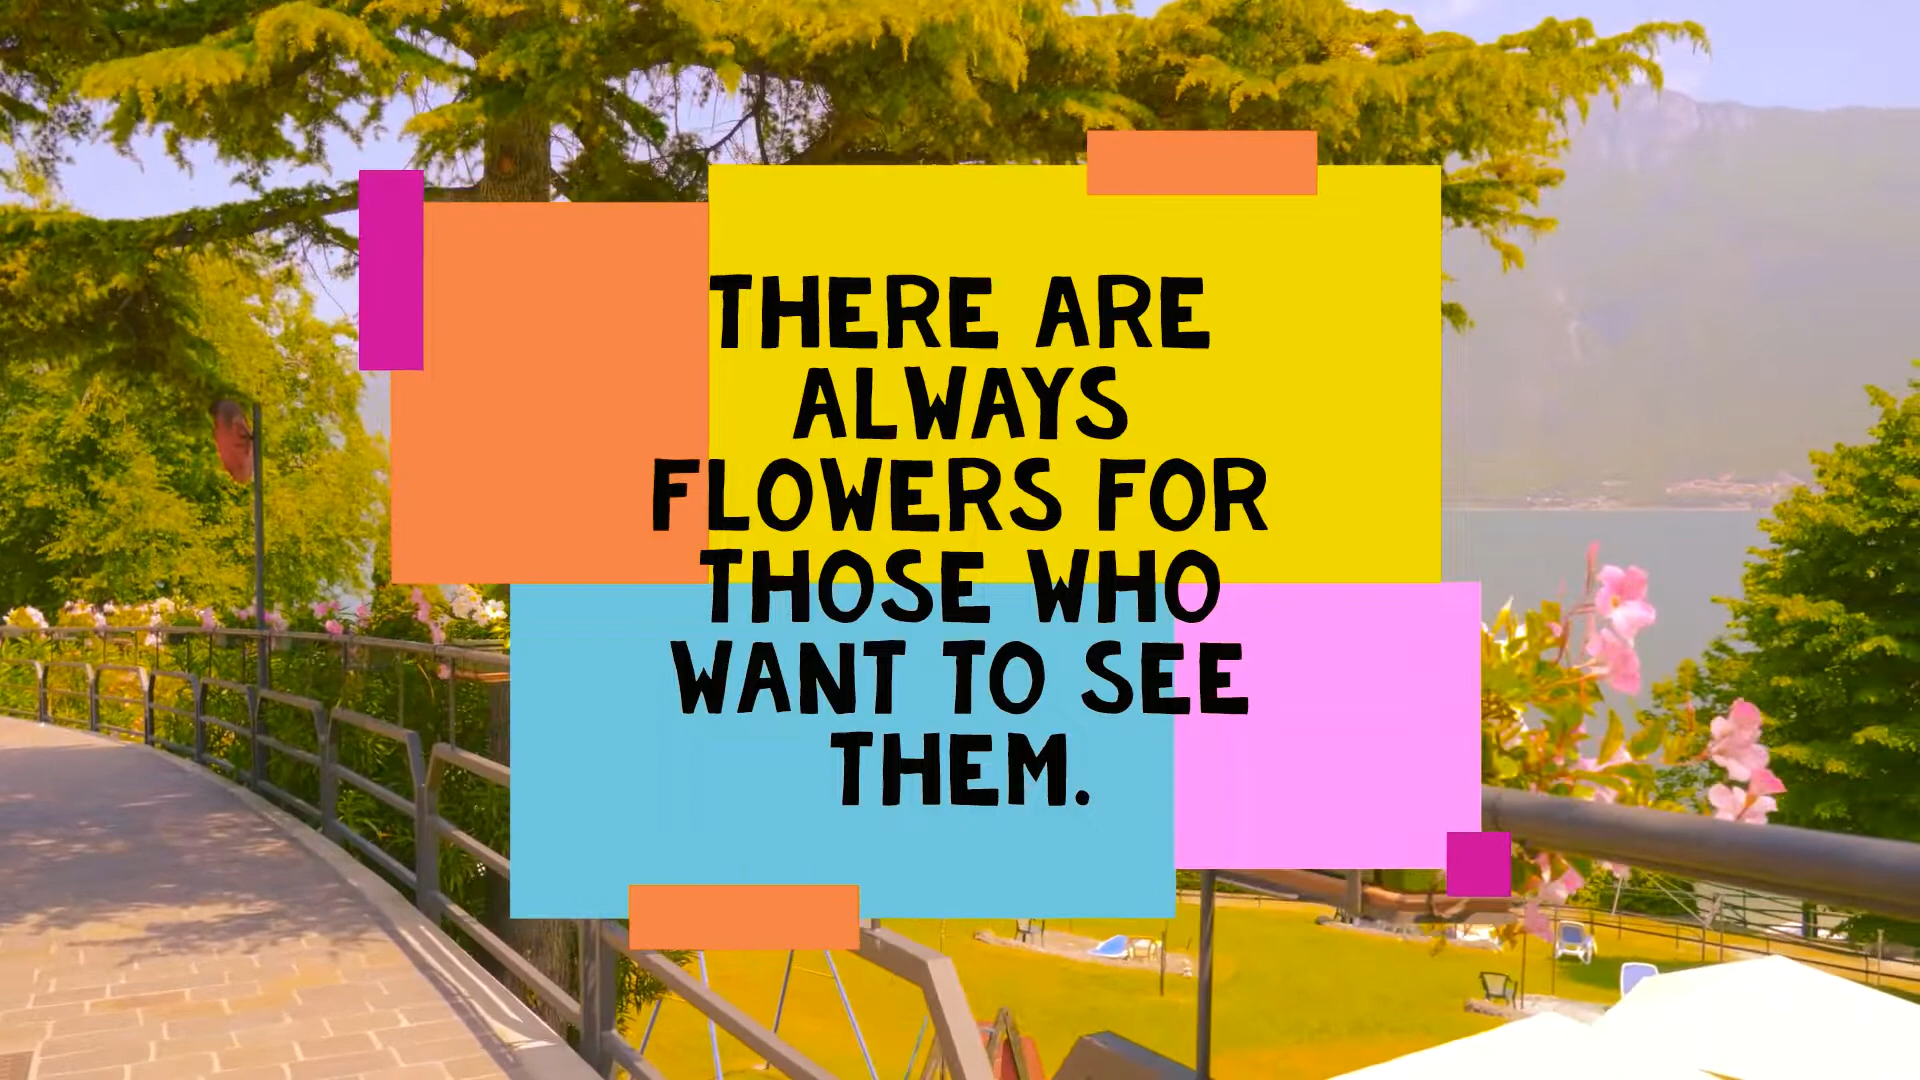 THERE ARE
ALWAYS
FLOWERS FOR
THOSE WHO
WANT TO SEE
THEM.